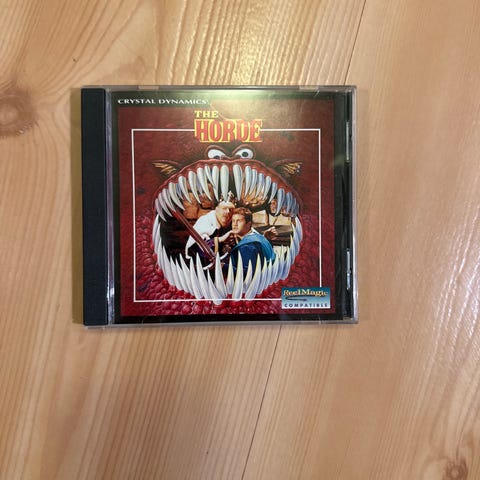 CRYSTAL DYNAMICS
THE
HORDE
ReelMagic
COMPATIBLE